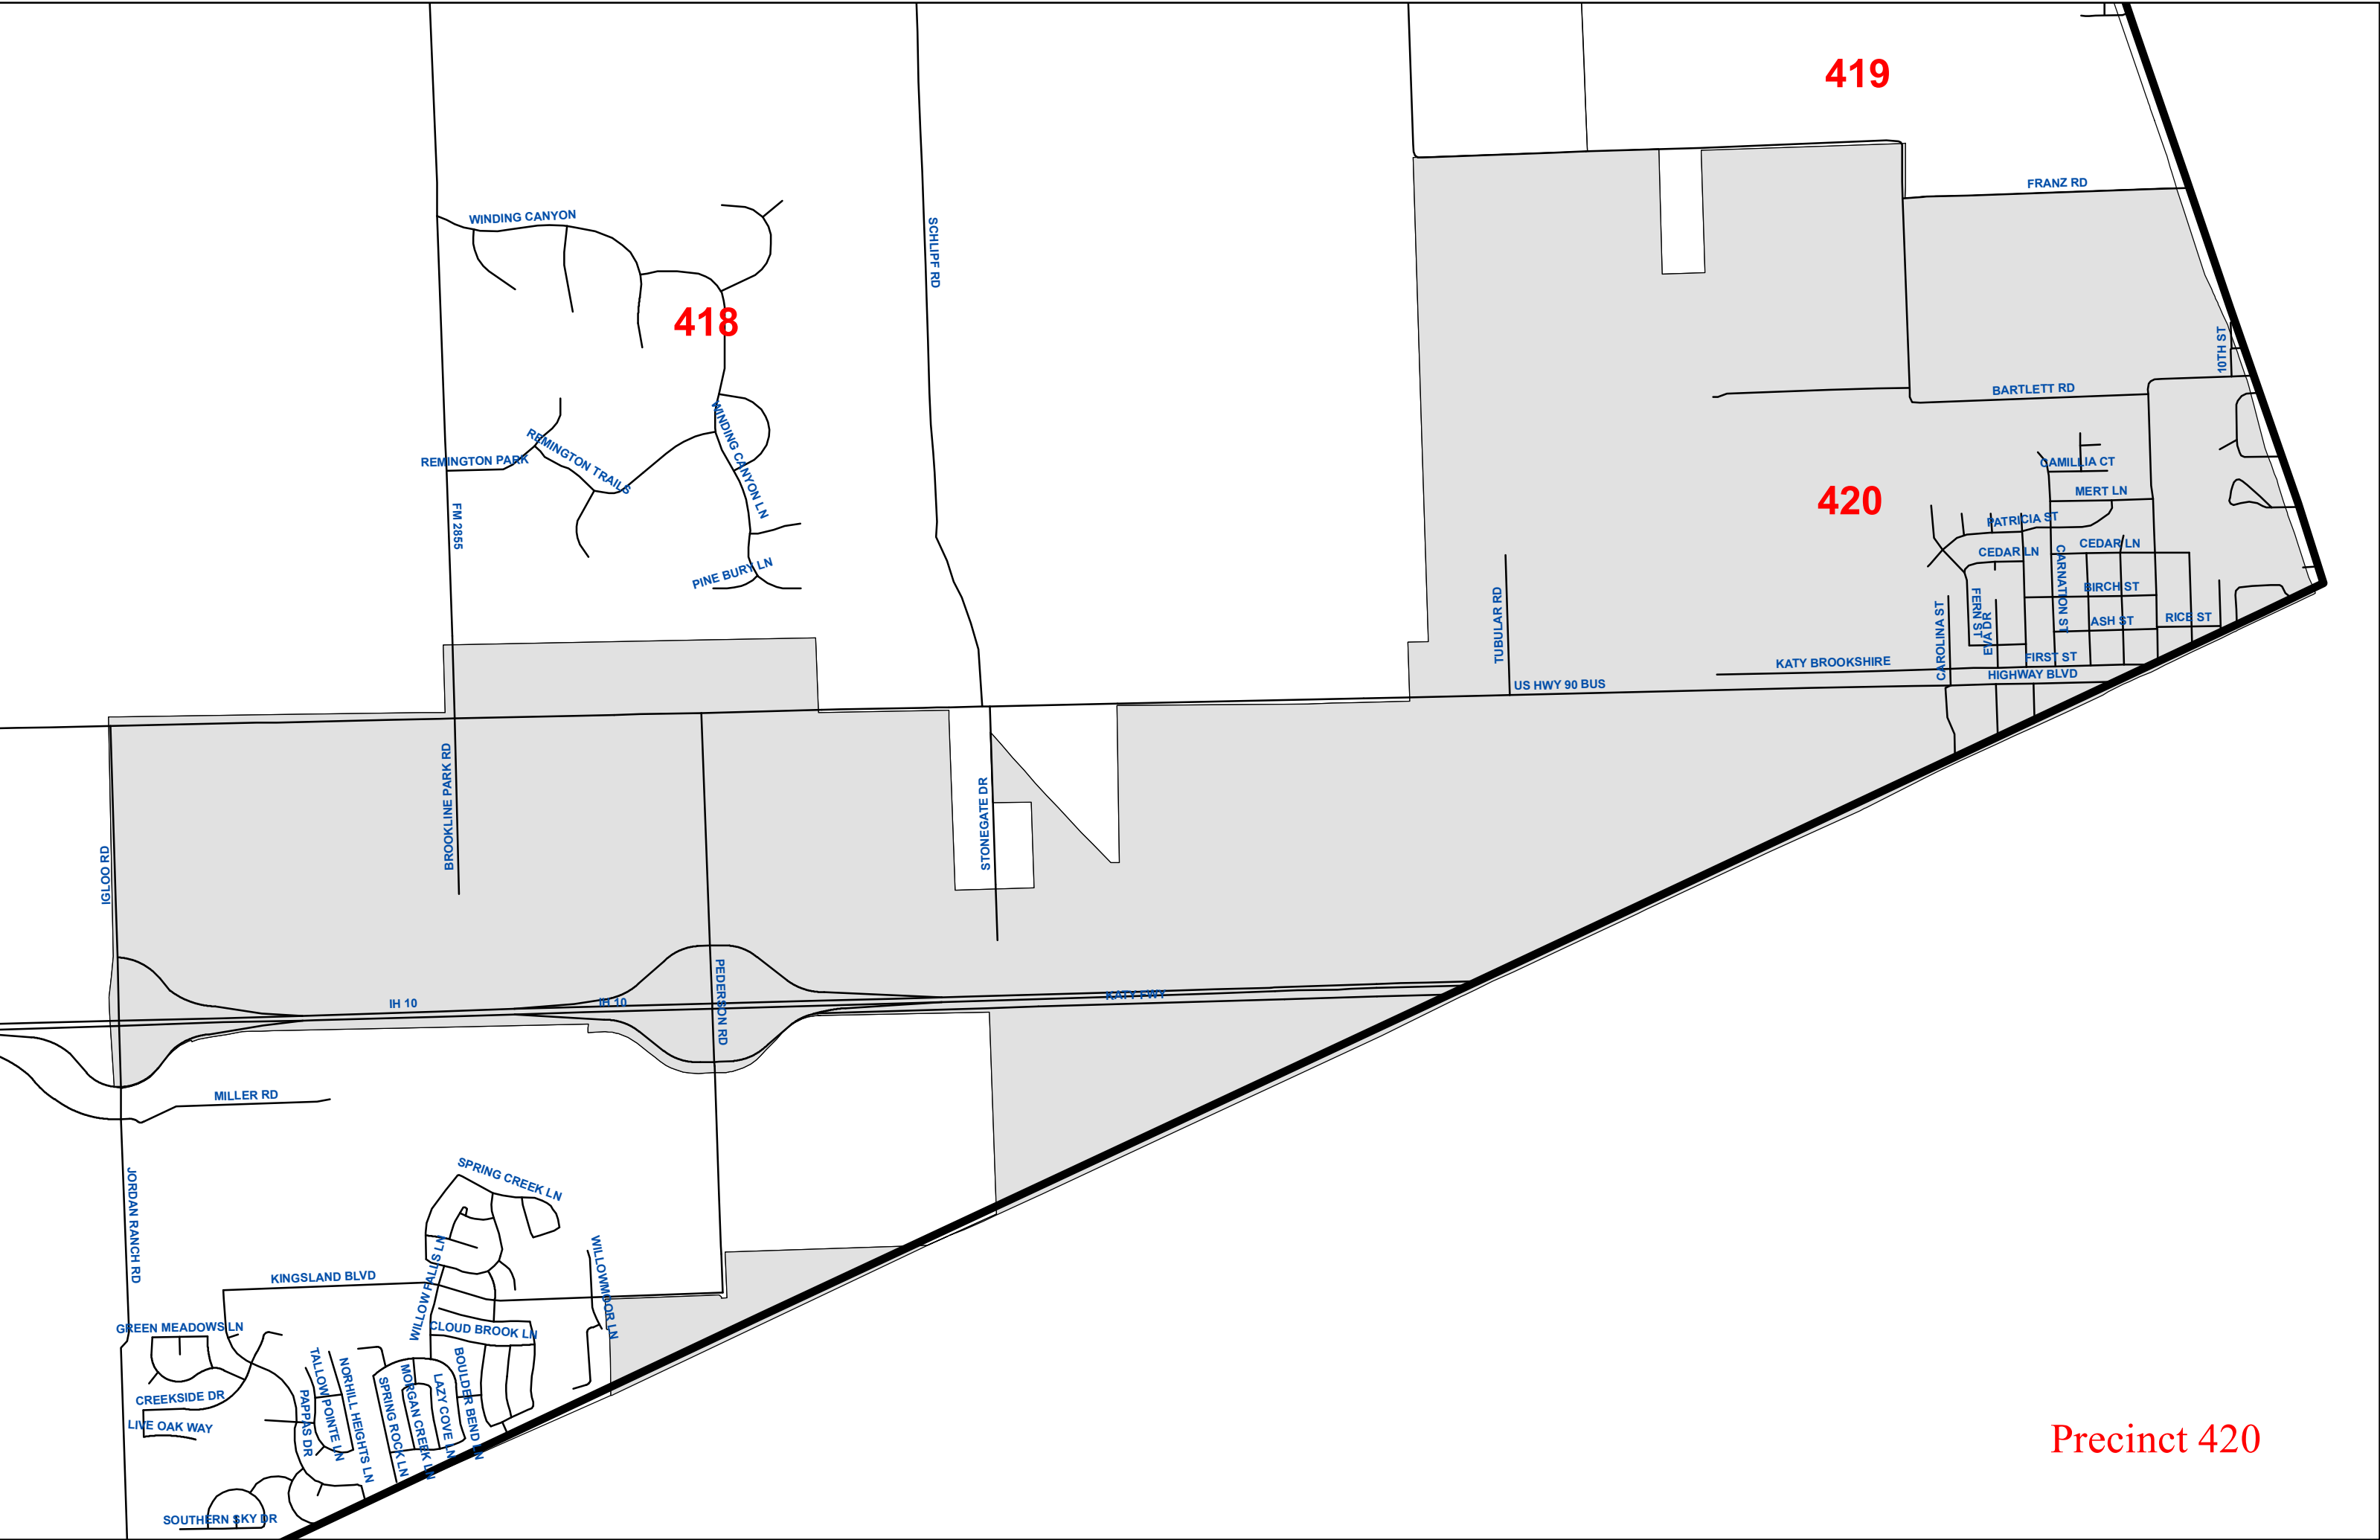 419
FRANZ RD
WINDING CANYON
SCHLIPF RD
418
10TH ST
BARTLETT RD
WINDING CANYON LN
REMINGTON PARK
REMINGTON TRAILS
CAMILLIA CT
MERT LN
420
FM 2855
PATRICIA ST
CEDAR LN
CEDAR LN
CARNATION ST
PINE BURY LN
BIRCH ST
TUBULAR RD
FERN ST
EVA DR
CAROLINA ST
ASH ST
RICE ST
FIRST ST
KATY BROOKSHIRE
HIGHWAY BLVD
US HWY 90 BUS
BROOKLINE PARK RD
STONEGATE DR
IGLOO RD
PEDERSON RD
IH 10
IH 10
KATY FWY
MILLER RD
JORDAN RANCH RD
SPRING CREEK LN
WILLOW FALLS LN
WILLOWMOOR LN
KINGSLAND BLVD
GREEN MEADOWS LN
CLOUD BROOK LN
TALLOW POINTE LN
NORHILL HEIGHTS LN
SPRING ROCK LN
MORGAN CREEK LN
LAZY COVE LN
BOULDER BEND LN
PAPPAS DR
CREEKSIDE DR
LIVE OAK WAY
Precinct 420
SOUTHERN SKY DR